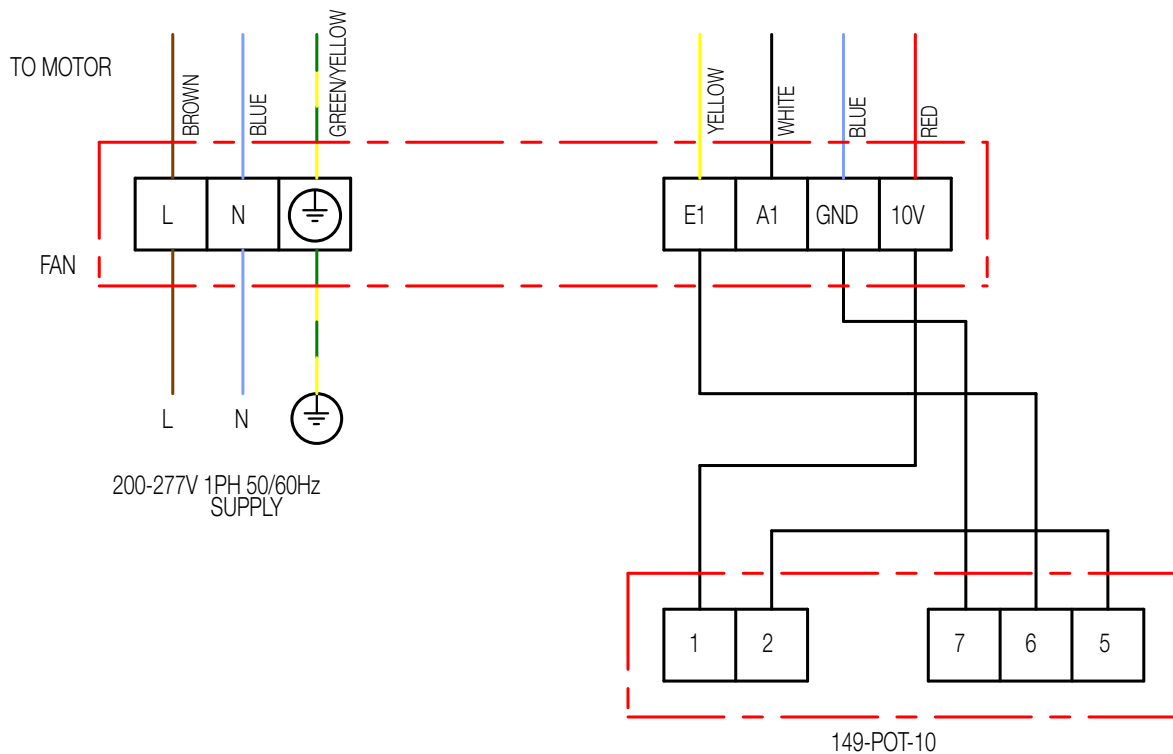 TO MOTOR
BROWN
BLUE
GREEN/YELLOW
YELLOW
WHITE
BLUE
RED
L
N
E1
A1
GND
10V
FAN
L
N
200-277V 1PH 50/60Hz
SUPPLY
1
2
7
6
5
149-POT-10